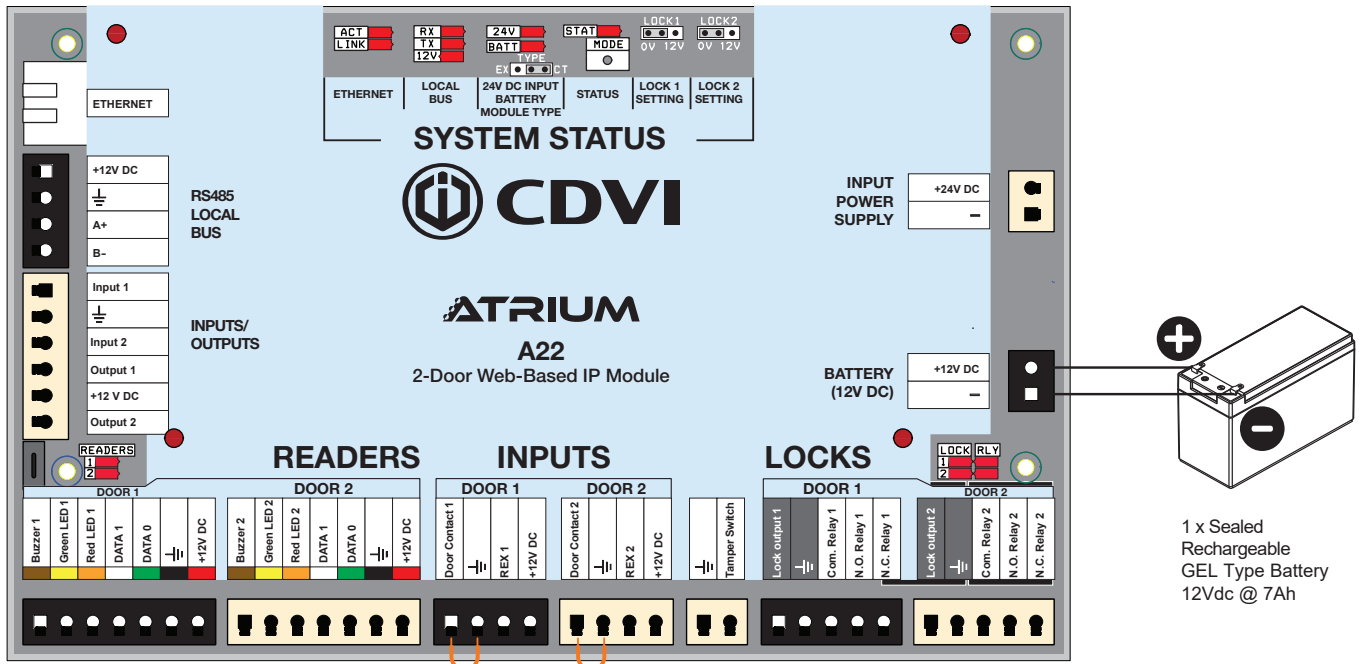 ACT
LINK
RX
TX
12V
24V
BATT
TYPE
EX CT
STAT
MODE
LOCK1
0V 12V
LOCK2
0V 12V
ETHERNET
LOCAL
BUS
24V DC INPUT
BATTERY
MODULE TYPE
STATUS
LOCK 1
SETTING
LOCK 2
SETTING
SYSTEM STATUS
CDVI
ATRIUM
A22
2-Door Web-Based IP Module
ETHERNET
+12V DC
A+
B-
RS485
LOCAL
BUS
Input 1
Input 2
Output 1
+12 V DC
Output 2
INPUTS/
OUTPUTS
INPUT
POWER
SUPPLY
+24V DC
–
BATTERY
(12V DC)
+12V DC
–
+
-
1 x Sealed
Rechargeable
GEL Type Battery
12Vdc @ 7Ah
READERS
1
2
LOCK RLY
1
2
READERS
DOOR 1
Buzzer 1
Green LED 1
Red LED 1
DATA 1
DATA 0
+12V DC
DOOR 2
Buzzer 2
Green LED 2
Red LED 2
DATA 1
DATA 0
+12V DC
INPUTS
DOOR 1
Door Contact 1
REX 1
+12V DC
DOOR 2
Door Contact 2
REX 2
+12V DC
Tamper Switch
LOCKS
DOOR 1
Lock output 1
Com. Relay 1
N.O. Relay 1
N.C. Relay 1
DOOR 2
Lock output 2
Com. Relay 2
N.O. Relay 2
N.C. Relay 2